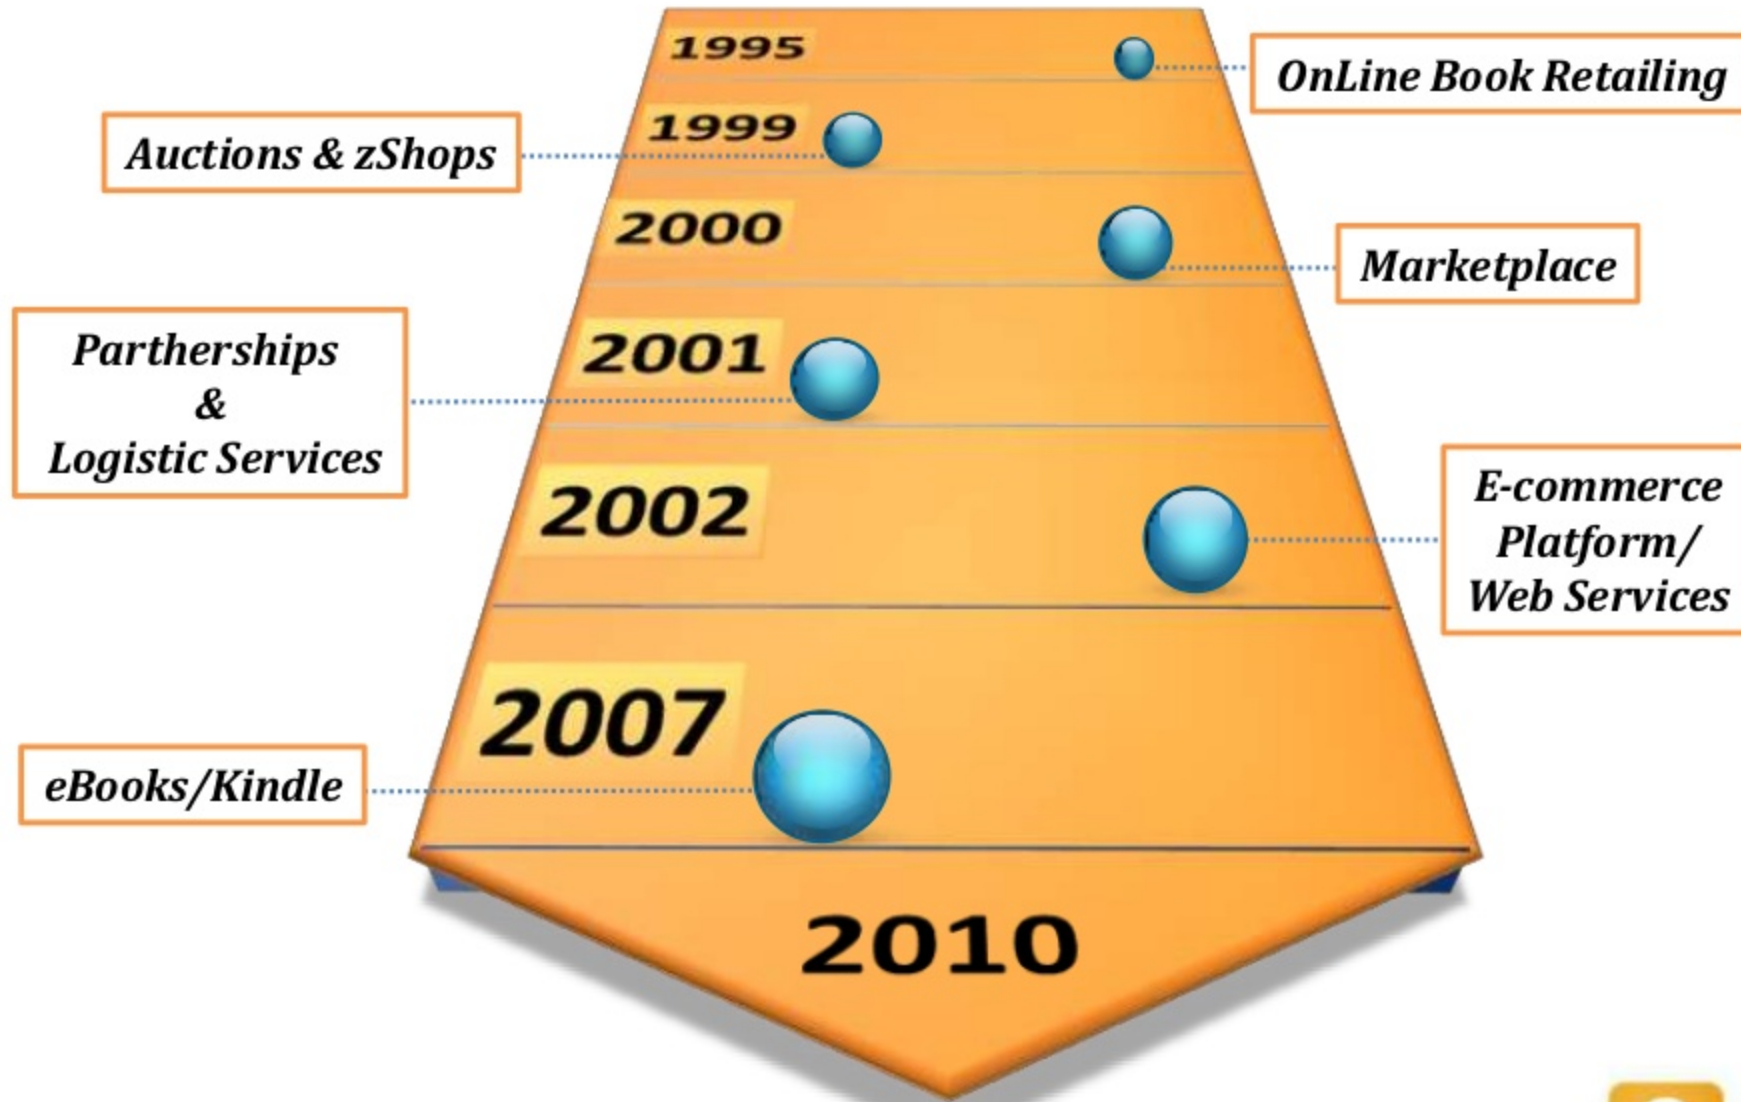 1995
OnLine Book Retailing
1999
Auctions & zShops
2000
Marketplace
2001
Partherships
&
Logistic Services
2002
E-commerce
Platform/
Web Services
2007
eBooks/Kindle
2010